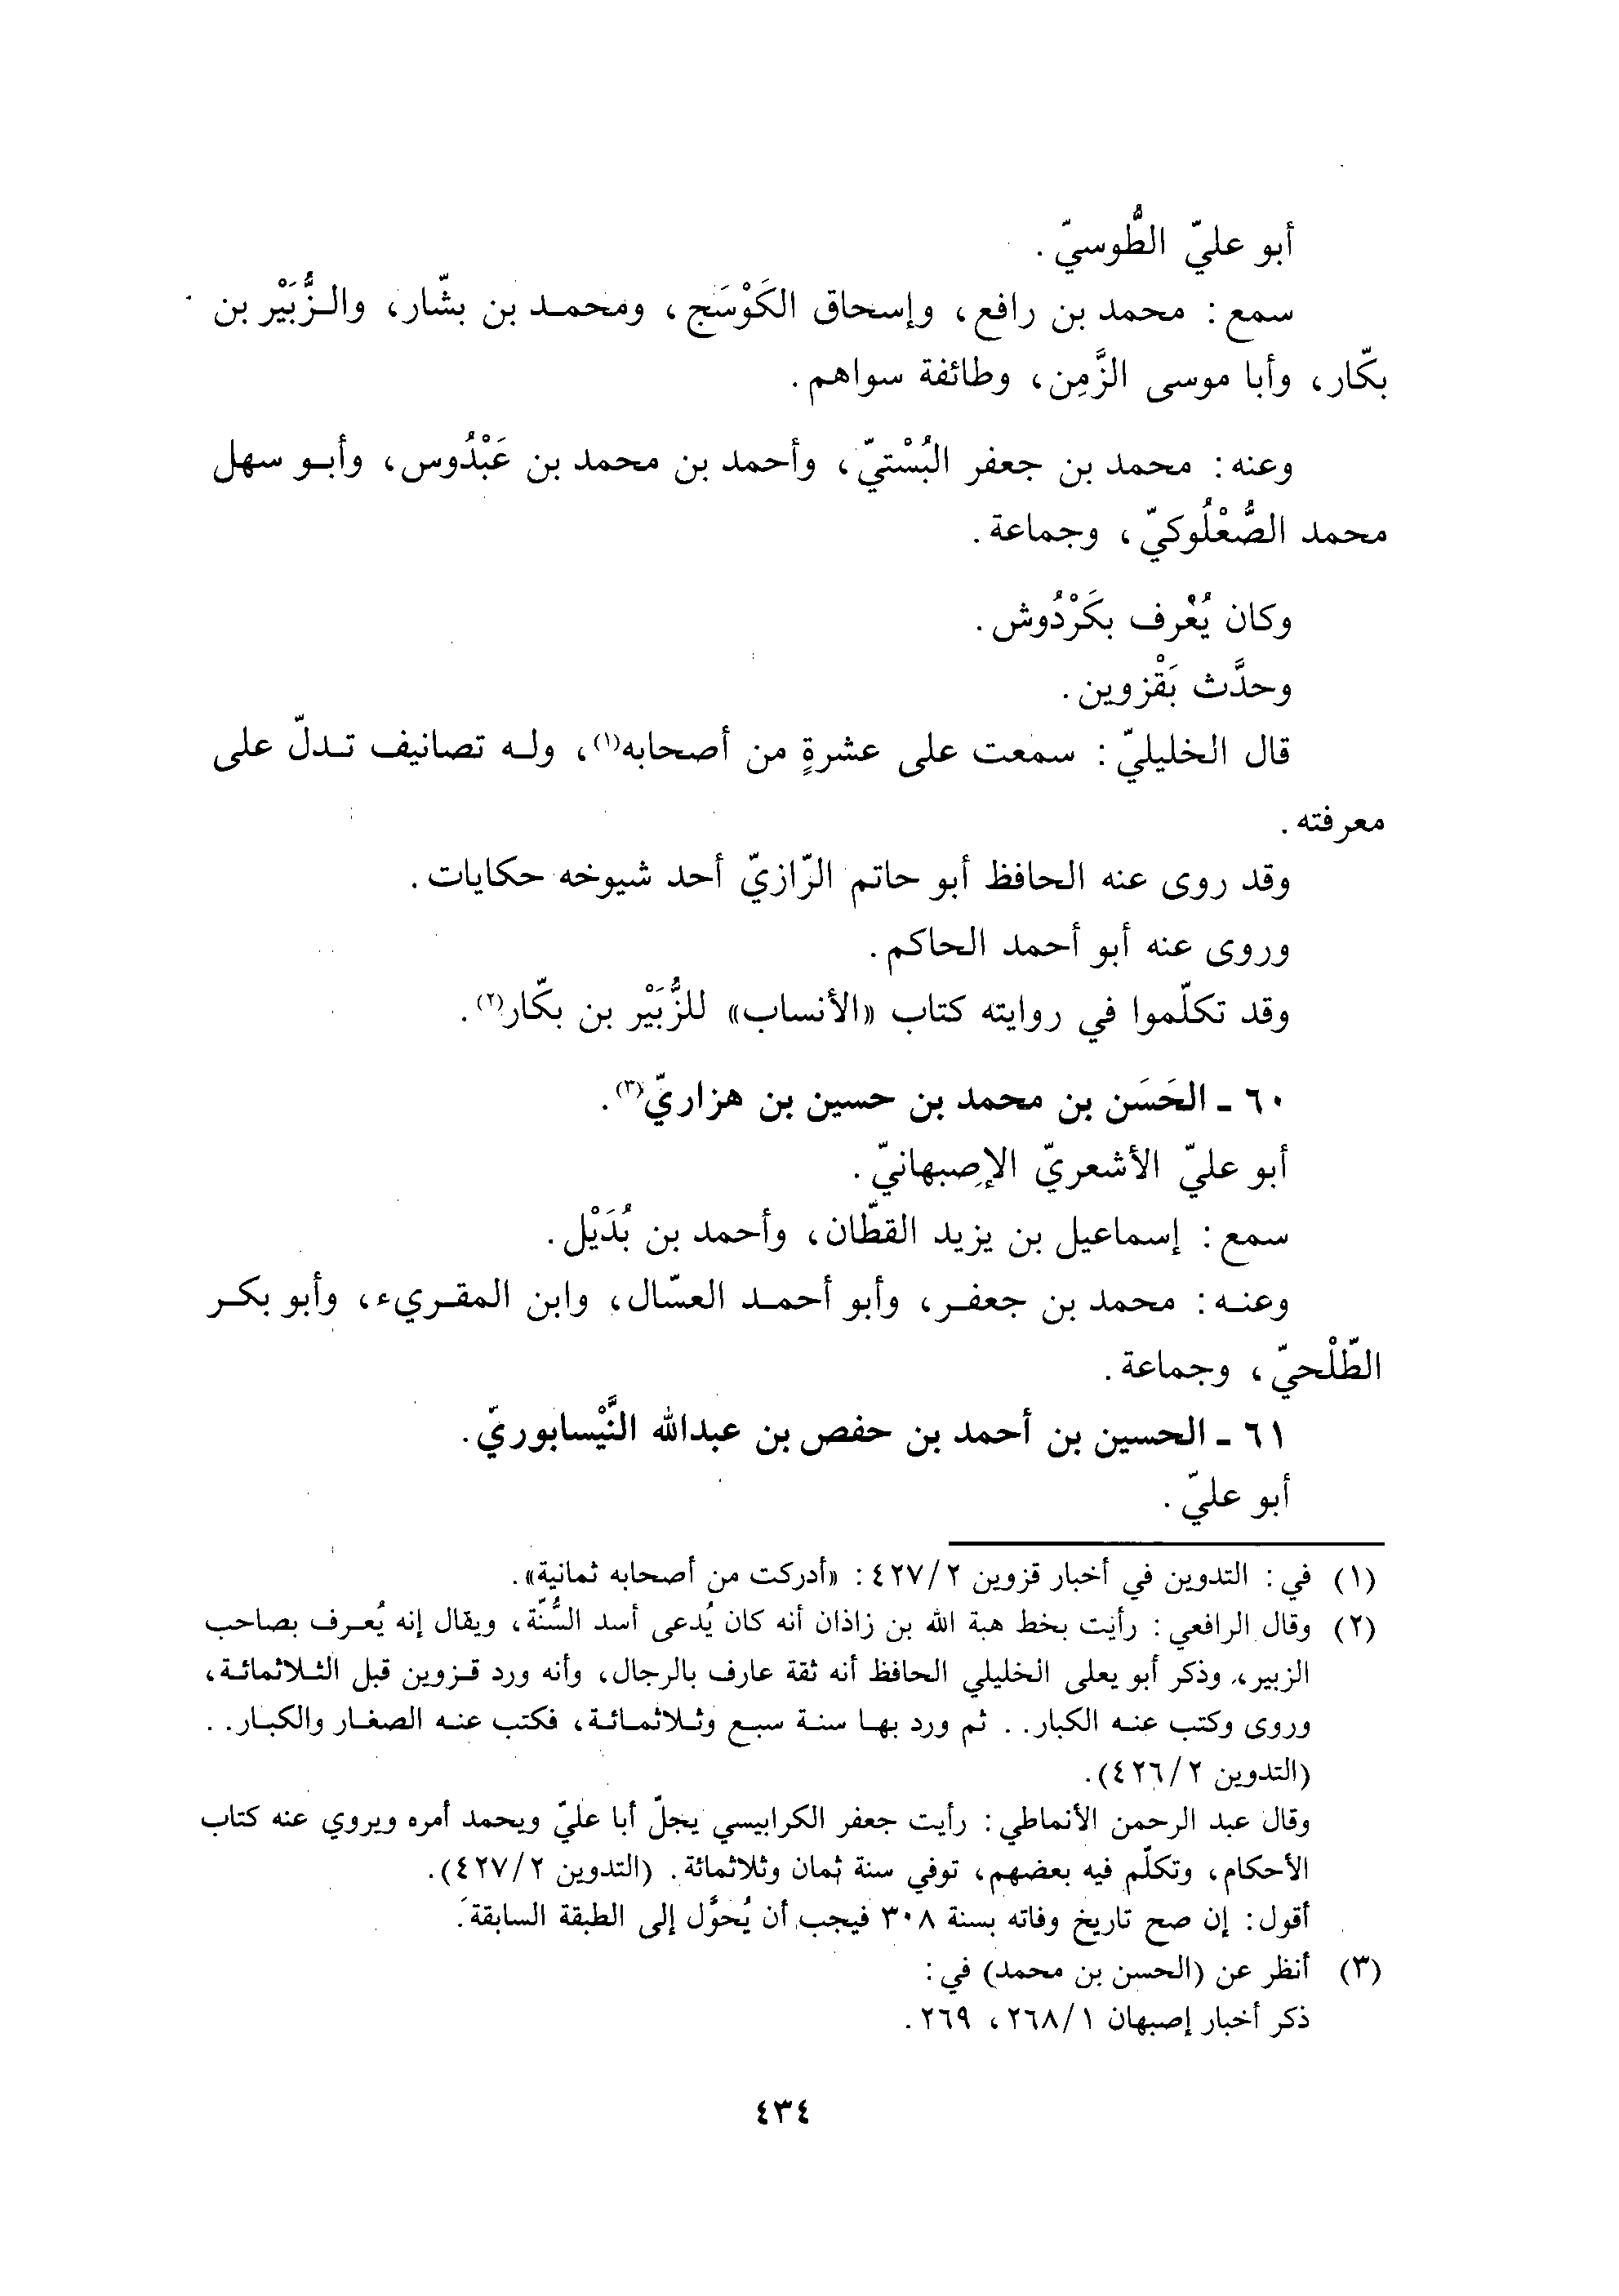 أبو عليّ الطُّوسيّ.
سمع: محمد بن رافع، وإسحاق الكَوْسَج، ومحمد بن بشّار، والزُّبَيْر بن
بكّار، وأبا موسى الزَّمِن، وطائفة سواهم.
وعنه: محمد بن جعفر البُسْتيّ، وأحمد بن محمد بن عَبْدُوس، وأبو سهل
محمد الصُّعْلُوكيّ، وجماعة.
وكان يُعْرف بكَرْدُوش.
وحدَّث بَقْزوين.
قال الخليليّ: سمعت على عشرةٍ من أصحابه(١)، وله تصانيف تدلّ على
معرفته.
وقد روى عنه الحافظ أبو حاتم الرّازيّ أحد شيوخه حكايات.
وروى عنه أبو أحمد الحاكم.
وقد تكلّموا في روايته كتاب «الأنساب» للزُّبَيْر بن بكّار(٢).
٦٠ ـ الحَسَن بن محمد بن حسين بن هزاريّ(٣).
أبو عليّ الأشعريّ الإصبهانيّ.
سمع: إسماعيل بن يزيد القطّان، وأحمد بن بُدَيْل.
وعنه: محمد بن جعفر، وأبو أحمد العسّال، وابن المقريء، وأبو بكر
الطّلْحيّ، وجماعة.
٦١ ـ الحسين بن أحمد بن حفص بن عبدالله النَّيْسابوريّ.
أبو عليّ.
(١) في: التدوين في أخبار قزوين ٤٢٧/٢: «أدركت من أصحابه ثمانية».
(٢) وقال الرافعي: رأيت بخط هبة الله بن زاذان أنه كان يُدعى أسد السُّنّة، ويقال إنه يُعرف بصاحب
الزبير، وذكر أبو يعلى الخليلي الحافظ أنه ثقة عارف بالرجال، وأنه ورد قزوين قبل الثلاثمائة،
وروى وكتب عنه الكبار.. ثم ورد بها سنة سبع وثلاثمائة، فكتب عنه الصغار والكبار..
(التدوين ٤٢٦/٢).
وقال عبد الرحمن الأنماطي: رأيت جعفر الكرابيسي يجلّ أبا عليّ ويحمد أمره ويروي عنه كتاب
الأحكام، وتكلّم فيه بعضهم، توفي سنة ثمان وثلاثمائة. (التدوين ٤٢٧/٢).
أقول: إن صح تاريخ وفاته بسنة ٣٠٨ فيجب أن يُحوَّل إلى الطبقة السابقة.
(٣) أنظر عن (الحسن بن محمد) في:
ذكر أخبار إصبهان ٢٦٨/١، ٢٦٩.
٤٣٤